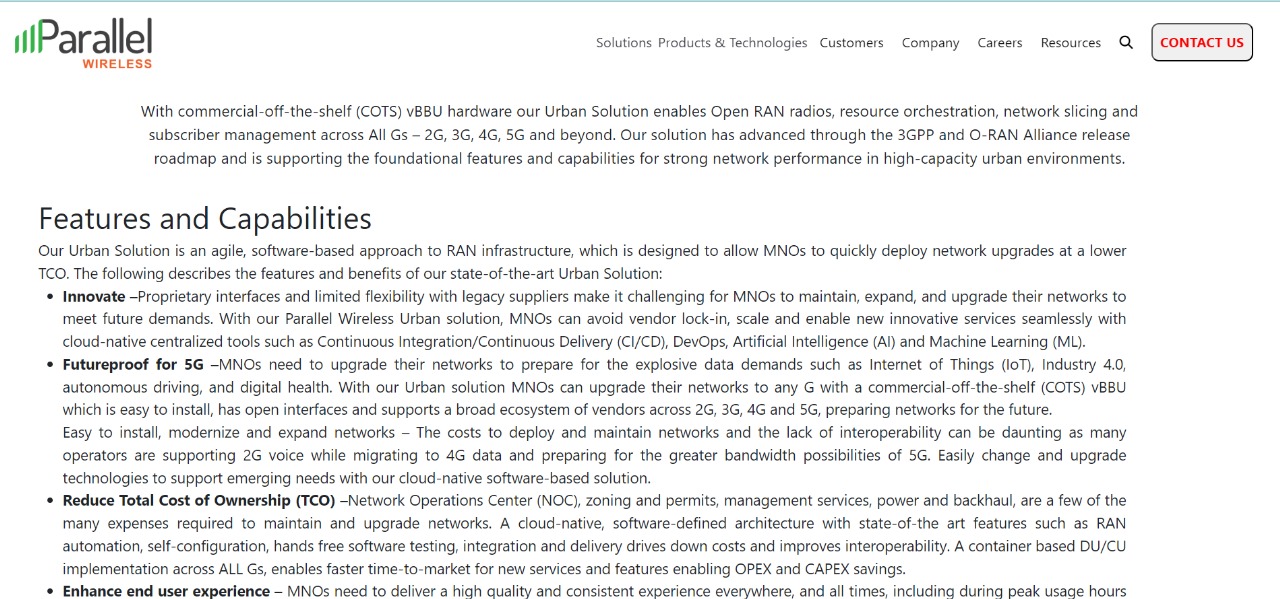 Parallel
WIRELESS
Solutions Products & Technologies Customers Company Careers Resources CONTACT US
With commercial-off-the-shelf (COTS) vBBU hardware our Urban Solution enables Open RAN radios, resource orchestration, network slicing and
subscriber management across All Gs – 2G, 3G, 4G, 5G and beyond. Our solution has advanced through the 3GPP and O-RAN Alliance release
roadmap and is supporting the foundational features and capabilities for strong network performance in high-capacity urban environments.
Features and Capabilities
Our Urban Solution is an agile, software-based approach to RAN infrastructure, which is designed to allow MNOs to quickly deploy network upgrades at a lower
TCO. The following describes the features and benefits of our state-of-the-art Urban Solution:
• Innovate –Proprietary interfaces and limited flexibility with legacy suppliers make it challenging for MNOs to maintain, expand, and upgrade their networks to
meet future demands. With our Parallel Wireless Urban solution, MNOs can avoid vendor lock-in, scale and enable new innovative services seamlessly with
cloud-native centralized tools such as Continuous Integration/Continuous Delivery (CI/CD), DevOps, Artificial Intelligence (AI) and Machine Learning (ML).
• Futureproof for 5G –MNOs need to upgrade their networks to prepare for the explosive data demands such as Internet of Things (IoT), Industry 4.0,
autonomous driving, and digital health. With our Urban solution MNOs can upgrade their networks to any G with a commercial-off-the-shelf (COTS) vBBU
which is easy to install, has open interfaces and supports a broad ecosystem of vendors across 2G, 3G, 4G and 5G, preparing networks for the future.
Easy to install, modernize and expand networks – The costs to deploy and maintain networks and the lack of interoperability can be daunting as many
operators are supporting 2G voice while migrating to 4G data and preparing for the greater bandwidth possibilities of 5G. Easily change and upgrade
technologies to support emerging needs with our cloud-native software-based solution.
• Reduce Total Cost of Ownership (TCO) –Network Operations Center (NOC), zoning and permits, management services, power and backhaul, are a few of the
many expenses required to maintain and upgrade networks. A cloud-native, software-defined architecture with state-of-the art features such as RAN
automation, self-configuration, hands free software testing, integration and delivery drives down costs and improves interoperability. A container based DU/CU
implementation across ALL Gs, enables faster time-to-market for new services and features enabling OPEX and CAPEX savings.
• Enhance end user experience – MNOs need to deliver a high quality and consistent experience everywhere, and all times, including during peak usage hours